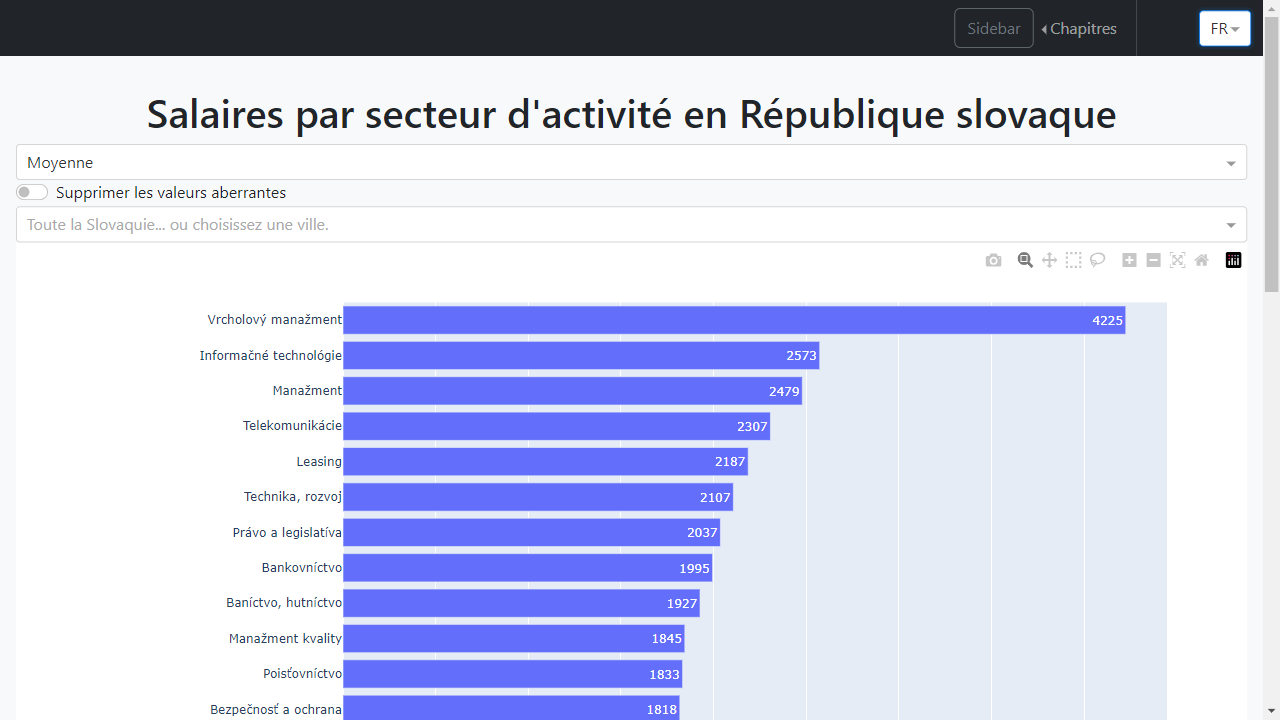 Sidebar
Chapitres
FR
Salaires par secteur d'activité en République slovaque
Moyenne
Supprimer les valeurs aberrantes
Toute la Slovaquie... ou choisissez une ville.
Vrcholový manažment 4225
Informačné technológie 2573
Manažment 2479
Telekomunikácie 2307
Leasing 2187
Technika, rozvoj 2107
Právo a legislatíva 2037
Bankovníctvo 1995
Baníctvo, hutníctvo 1927
Manažment kvality 1845
Poisťovníctvo 1833
Bezpečnosť a ochrana 1818